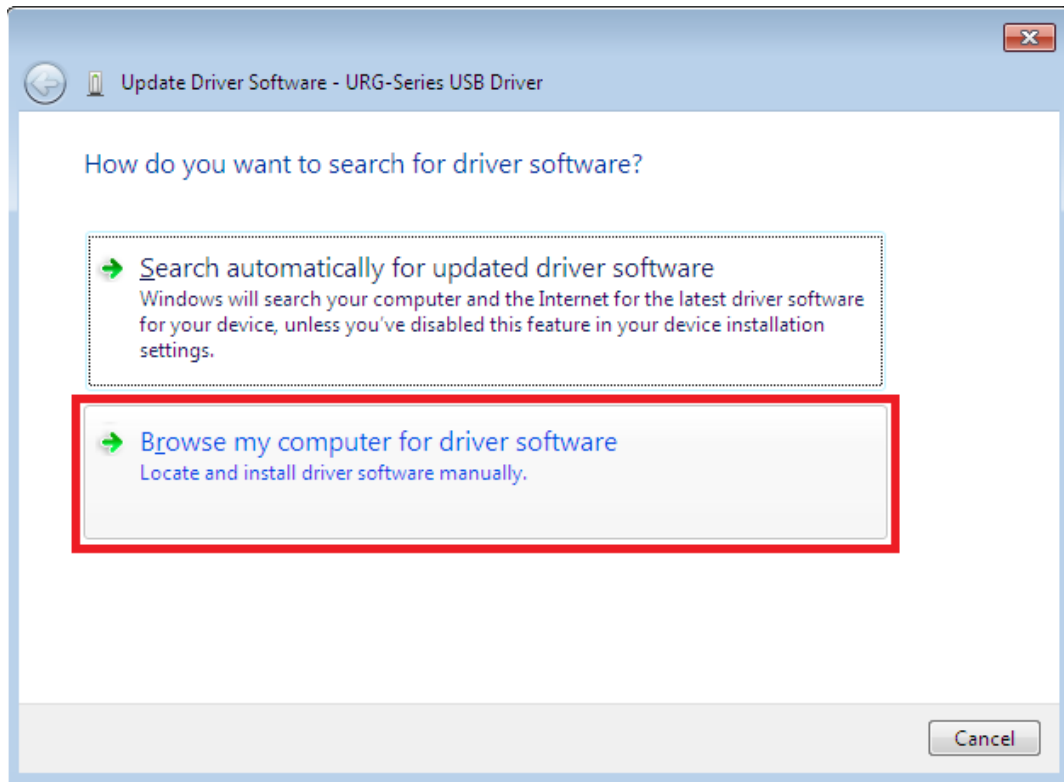 Update Driver Software - URG-Series USB Driver
How do you want to search for driver software?
Search automatically for updated driver software
Windows will search your computer and the Internet for the latest driver software
for your device, unless you've disabled this feature in your device installation
settings.
Browse my computer for driver software
Locate and install driver software manually.
Cancel